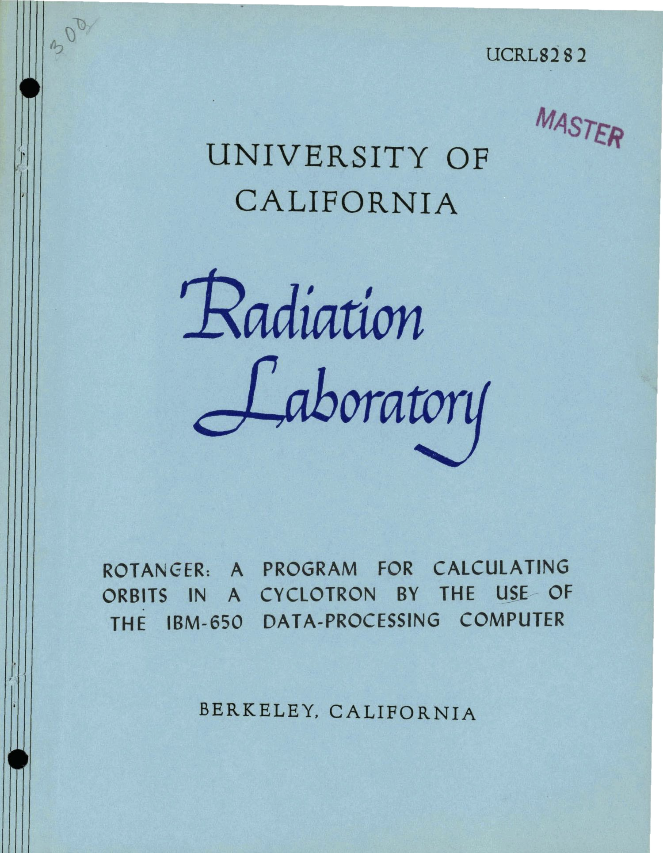 300
UCRL8282
MASTER
UNIVERSITY OF
CALIFORNIA
Radiation
Laboratory
ROTANGER: A PROGRAM FOR CALCULATING
ORBITS IN A CYCLOTRON BY THE USE OF
THE IBM-650 DATA-PROCESSING COMPUTER
BERKELEY, CALIFORNIA